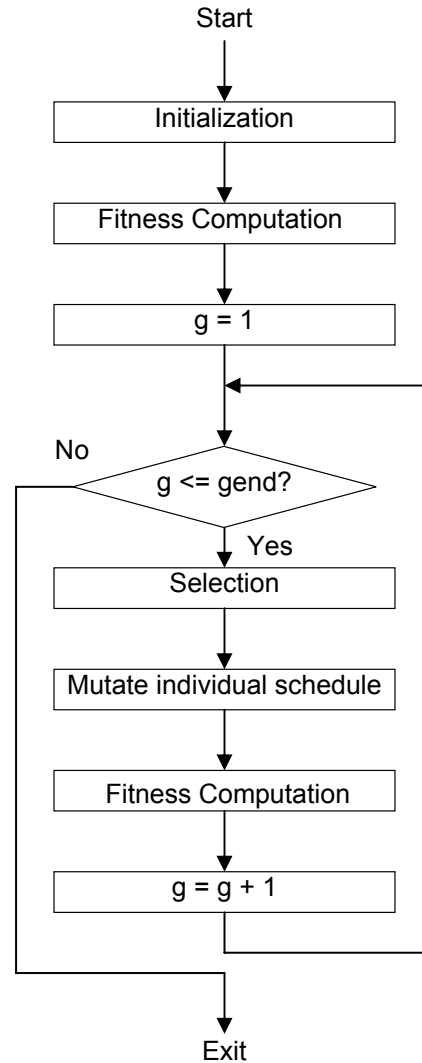 Start
Initialization
Fitness Computation
g = 1
No
g <= gend?
Yes
Selection
Mutate individual schedule
Fitness Computation
g = g + 1
Exit